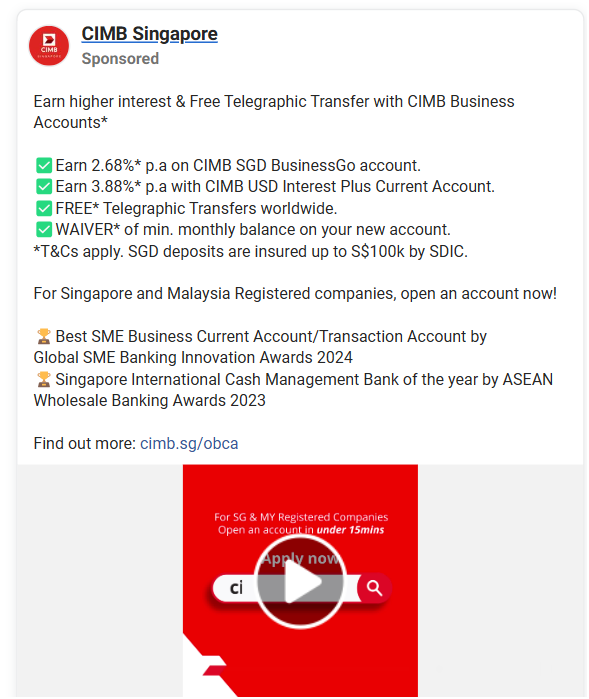 CIMB Singapore
Sponsored
CIMB
SINGAPORE
Earn higher interest & Free Telegraphic Transfer with CIMB Business
Accounts*
✅Earn 2.68%* p.a on CIMB SGD BusinessGo account.
✅Earn 3.88%* p.a with CIMB USD Interest Plus Current Account.
✅FREE* Telegraphic Transfers worldwide.
✅WAIVER* of min. monthly balance on your new account.
*T&Cs apply. SGD deposits are insured up to S$100k by SDIC.
For Singapore and Malaysia Registered companies, open an account now!
🏆Best SME Business Current Account/Transaction Account by
Global SME Banking Innovation Awards 2024
🏆Singapore International Cash Management Bank of the year by ASEAN
Wholesale Banking Awards 2023
Find out more: cimb.sg/obca
For SG & MY Registered Companies
Open an account in under 15mins
Apply now
ci